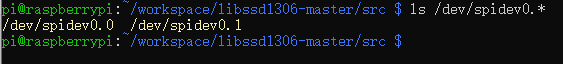 pi@raspberrypi:~/workspace/libssd1306-master/src $ ls /dev/spidev0.*
/dev/spidev0.0  /dev/spidev0.1
pi@raspberrypi:~/workspace/libssd1306-master/src $